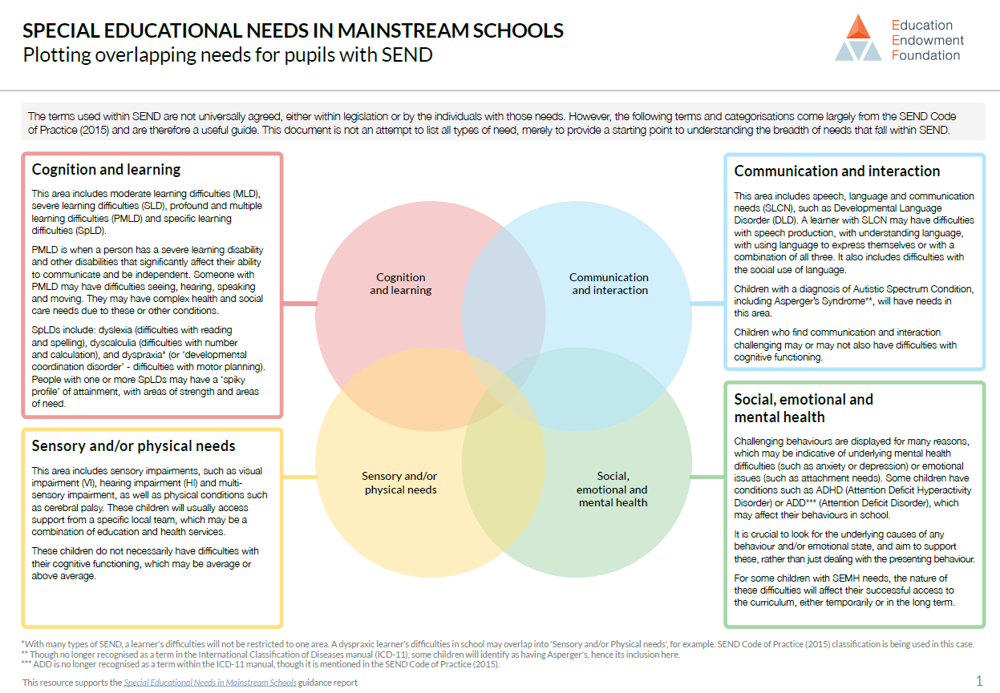 SPECIAL EDUCATIONAL NEEDS IN MAINSTREAM SCHOOLS
Plotting overlapping needs for pupils with SEND
Education
Endowment
Foundation
The terms used within SEND are not universally agreed, either within legislation or by the individuals with those needs. However, the following terms and categorisations come largely from the SEND Code
of Practice (2015) and are therefore a useful guide. This document is not an attempt to list all types of need, merely to provide a starting point to understanding the breadth of needs that fall within SEND.
Cognition and learning
This area includes moderate learning difficulties (MLD),
severe learning difficulties (SLD), profound and multiple
learning difficulties (PMLD) and specific learning
difficulties (SpLD).
PMLD is when a person has a severe learning disability
and other disabilities that significantly affect their ability
to communicate and be independent. Someone with
PMLD may have difficulties seeing, hearing, speaking
and moving. They may have complex health and social
care needs due to these or other conditions.
SpLDs include: dyslexia (difficulties with reading
and spelling), dyscalculia (difficulties with number
and calculation), and dyspraxia* (or ‘developmental
coordination disorder’ - difficulties with motor planning).
People with one or more SpLDs may have a ‘spiky
profile’ of attainment, with areas of strength and areas
of need.
Sensory and/or physical needs
This area includes sensory impairments, such as visual
impairment (VI), hearing impairment (HI) and multi-
sensory impairment, as well as physical conditions such
as cerebral palsy. These children will usually access
support from a specific local team, which may be a
combination of education and health services.
These children do not necessarily have difficulties with
their cognitive functioning, which may be average or
above average.
Cognition
and learning
Communication
and interaction
Sensory and/or
physical needs
Social,
emotional and
mental health
Communication and interaction
This area includes speech, language and communication
needs (SLCN), such as Developmental Language
Disorder (DLD). A learner with SLCN may have difficulties
with speech production, with understanding language,
with using language to express themselves or with a
combination of all three. It also includes difficulties with
the social use of language.
Children with a diagnosis of Autistic Spectrum Condition,
including Asperger’s Syndrome**, will have needs in
this area.
Children who find communication and interaction
challenging may or may not also have difficulties with
cognitive functioning.
Social, emotional and
mental health
Challenging behaviours are displayed for many reasons,
which may be indicative of underlying mental health
difficulties (such as anxiety or depression) or emotional
issues (such as attachment needs). Some children have
conditions such as ADHD (Attention Deficit Hyperactivity
Disorder) or ADD*** (Attention Deficit Disorder), which
may affect their behaviours in school.
It is crucial to look for the underlying causes of any
behaviour and/or emotional state, and aim to support
these, rather than just dealing with the presenting behaviour.
For some children with SEMH needs, the nature of
these difficulties will affect their successful access to
the curriculum, either temporarily or in the long term.
*With many types of SEND, a learner’s difficulties will not be restricted to one area. A dyspraxic learner’s difficulties in school may overlap into ‘Sensory and/or Physical needs’, for example. SEND Code of Practice (2015) classification is being used in this case.
** Though no longer recognised as a term in the International Classification of Diseases manual (ICD-11), some children will identify as having Asperger’s, hence its inclusion here.
*** ADD is no longer recognised as a term within the ICD-11 manual, though it is mentioned in the SEND Code of Practice (2015).
This resource supports the Special Educational Needs in Mainstream Schools guidance report
1